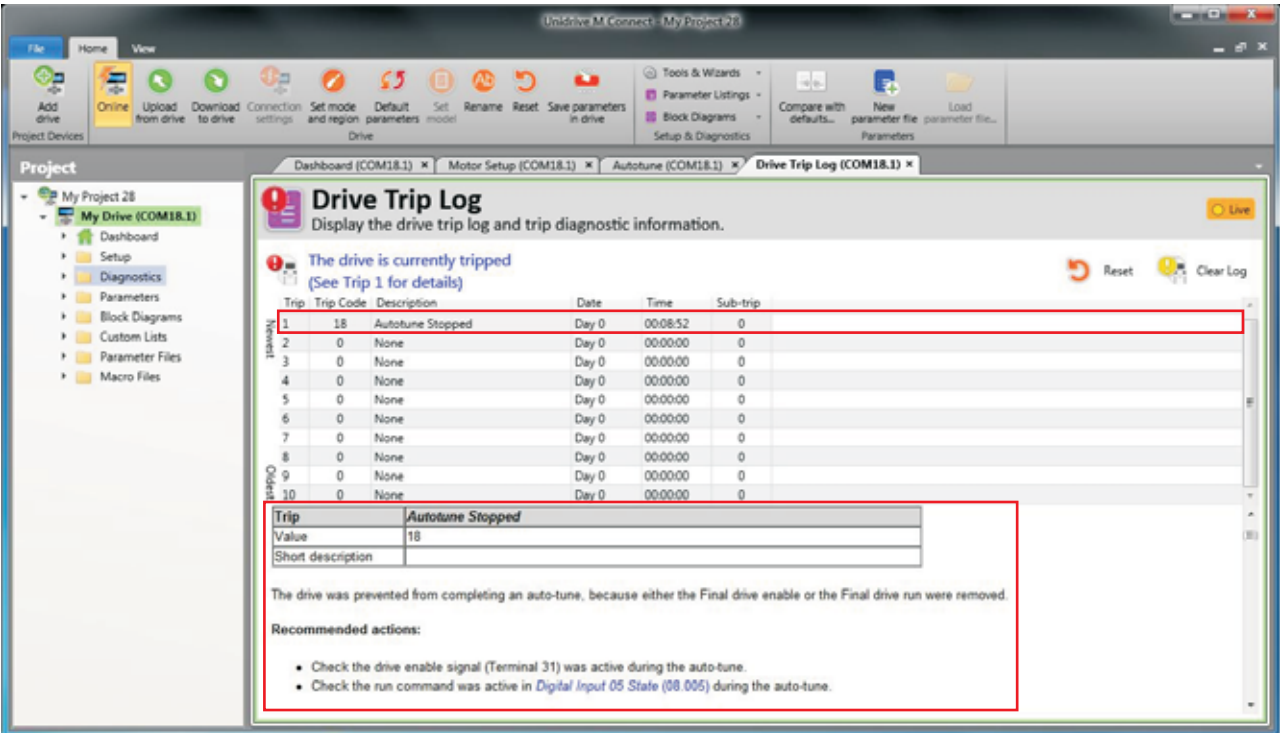 Unidrive M Connect - My Project 28
File Home View
Add drive
Online
Upload from drive
Download to drive
Connection settings
Set mode and region
Default parameters
Set model
Rename
Reset
Save parameters in drive
Tools & Wizards
Parameter Listings
Block Diagrams
Compare with defaults...
New parameter file
Load parameter file...
Project Devices
Drive
Setup & Diagnostics
Parameters
Project
Dashboard (COM18.1) Motor Setup (COM18.1) Autotune (COM18.1) Drive Trip Log (COM18.1)
My Project 28
My Drive (COM18.1)
Dashboard
Setup
Diagnostics
Parameters
Block Diagrams
Custom Lists
Parameter Files
Macro Files
Drive Trip Log
Display the drive trip log and trip diagnostic information.
Live
The drive is currently tripped
(See Trip 1 for details)
Reset
Clear Log
Trip Trip Code Description Date Time Sub-trip
Newest
1 18 Autotune Stopped Day 0 00:08:52 0
2 0 None Day 0 00:00:00 0
3 0 None Day 0 00:00:00 0
4 0 None Day 0 00:00:00 0
5 0 None Day 0 00:00:00 0
6 0 None Day 0 00:00:00 0
7 0 None Day 0 00:00:00 0
8 0 None Day 0 00:00:00 0
9 0 None Day 0 00:00:00 0
10 0 None Day 0 00:00:00 0
Oldest
Trip Autotune Stopped
Value 18
Short description
The drive was prevented from completing an auto-tune, because either the Final drive enable or the Final drive run were removed.
Recommended actions:
• Check the drive enable signal (Terminal 31) was active during the auto-tune.
• Check the run command was active in Digital Input 05 State (08.005) during the auto-tune.